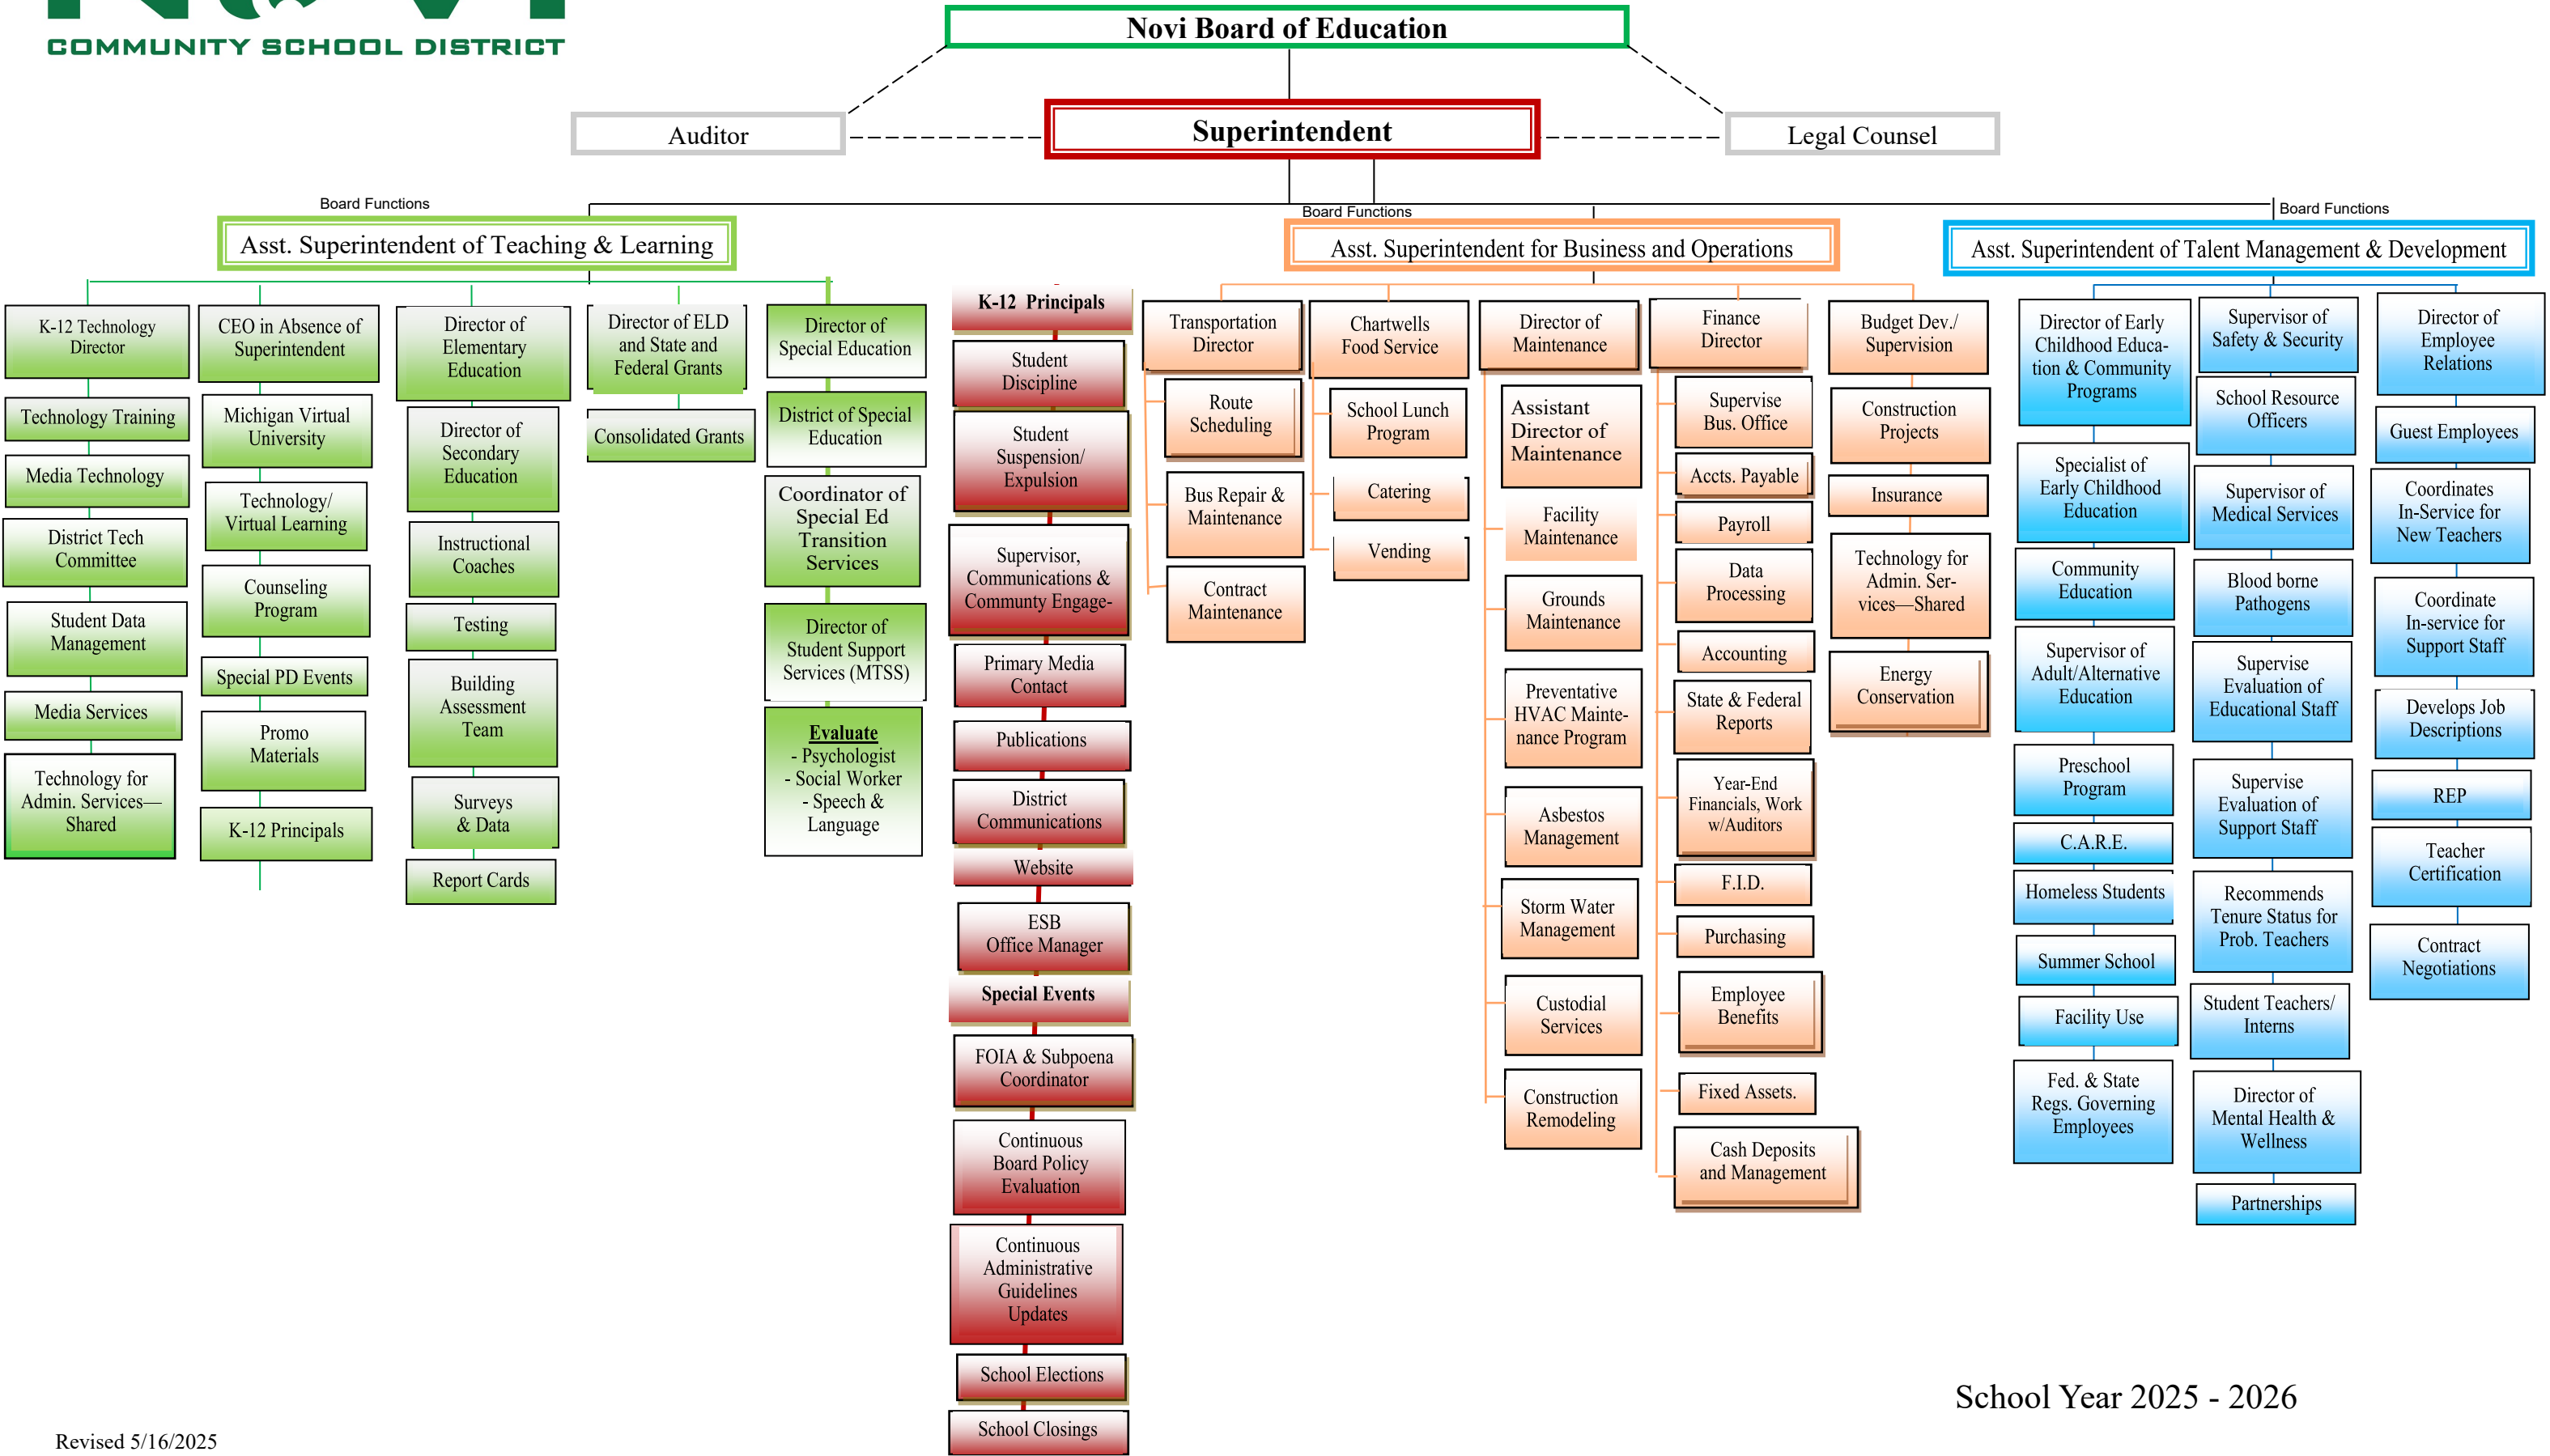 COMMUNITY SCHOOL DISTRICT
Novi Board of Education
Auditor
Superintendent
Legal Counsel
Board Functions
Board Functions
Board Functions
Asst. Superintendent of Teaching & Learning
Asst. Superintendent for Business and Operations
Asst. Superintendent of Talent Management & Development
K-12 Technology
Director
Technology Training
Media Technology
District Tech
Committee
Student Data
Management
Media Services
Technology for
Admin. Services—
Shared
CEO in Absence of
Superintendent
Michigan Virtual
University
Technology/
Virtual Learning
Counseling
Program
Special PD Events
Promo
Materials
K-12 Principals
Director of
Elementary
Education
Director of
Secondary
Education
Instructional
Coaches
Testing
Building
Assessment
Team
Surveys
& Data
Report Cards
Director of ELD
and State and
Federal Grants
Consolidated Grants
Director of
Special Education
District of Special
Education
Coordinator of
Special Ed
Transition
Services
Director of
Student Support
Services (MTSS)
Evaluate
- Psychologist
- Social Worker
- Speech &
Language
K-12 Principals
Student
Discipline
Student
Suspension/
Expulsion
Supervisor,
Communications &
Communty Engage-
Primary Media
Contact
Publications
District
Communications
Website
ESB
Office Manager
Special Events
FOIA & Subpoena
Coordinator
Continuous
Board Policy
Evaluation
Continuous
Administrative
Guidelines
Updates
School Elections
School Closings
Transportation
Director
Route
Scheduling
Bus Repair &
Maintenance
Contract
Maintenance
Chartwells
Food Service
School Lunch
Program
Catering
Vending
Director of
Maintenance
Assistant
Director of
Maintenance
Facility
Maintenance
Grounds
Maintenance
Preventative
HVAC Mainte-
nance Program
Asbestos
Management
Storm Water
Management
Custodial
Services
Construction
Remodeling
Finance
Director
Supervise
Bus. Office
Accts. Payable
Payroll
Data
Processing
Accounting
State & Federal
Reports
Year-End
Financials, Work
w/Auditors
F.I.D.
Purchasing
Employee
Benefits
Fixed Assets.
Cash Deposits
and Management
Budget Dev./
Supervision
Construction
Projects
Insurance
Technology for
Admin. Ser-
vices—Shared
Energy
Conservation
Director of Early
Childhood Educa-
tion & Community
Programs
Specialist of
Early Childhood
Education
Community
Education
Supervisor of
Adult/Alternative
Education
Preschool
Program
C.A.R.E.
Homeless Students
Summer School
Facility Use
Fed. & State
Regs. Governing
Employees
Supervisor of
Safety & Security
School Resource
Officers
Supervisor of
Medical Services
Blood borne
Pathogens
Supervise
Evaluation of
Educational Staff
Supervise
Evaluation of
Support Staff
Recommends
Tenure Status for
Prob. Teachers
Student Teachers/
Interns
Director of
Mental Health &
Wellness
Partnerships
Director of
Employee
Relations
Guest Employees
Coordinates
In-Service for
New Teachers
Coordinate
In-service for
Support Staff
Develops Job
Descriptions
REP
Teacher
Certification
Contract
Negotiations
School Year 2025 - 2026
Revised 5/16/2025